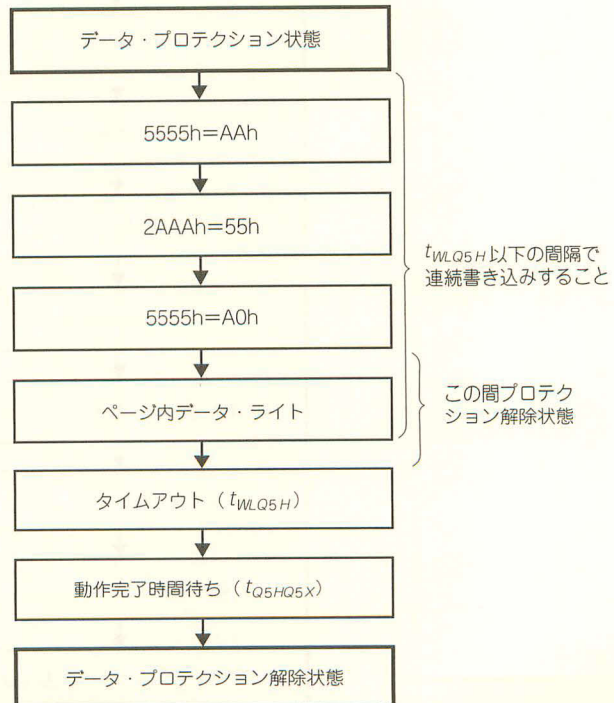 データ・プロテクション状態
5555h=AAh
2AAAh=55h
5555h=A0h
ページ内データ・ライト
tWLQ5H以下の間隔で
連続書き込みすること
この間プロテク
ション解除状態
タイムアウト（tWLQ5H）
動作完了時間待ち（tQ5HQ5X）
データ・プロテクション解除状態